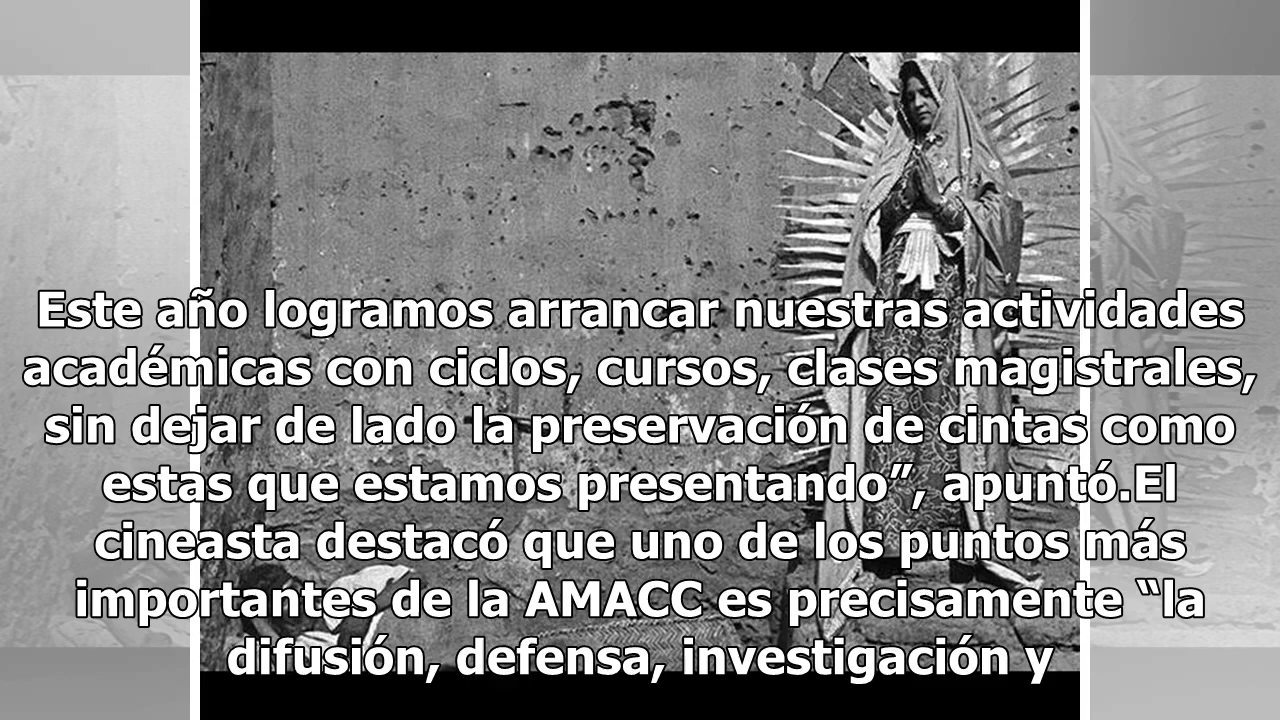 Este año logramos arrancar nuestras actividades
académicas con ciclos, cursos, clases magistrales,
sin dejar de lado la preservación de cintas como
estas que estamos presentando”, apuntó.El
cineasta destacó que uno de los puntos más
importantes de la AMACC es precisamente “la
difusión, defensa, investigación y